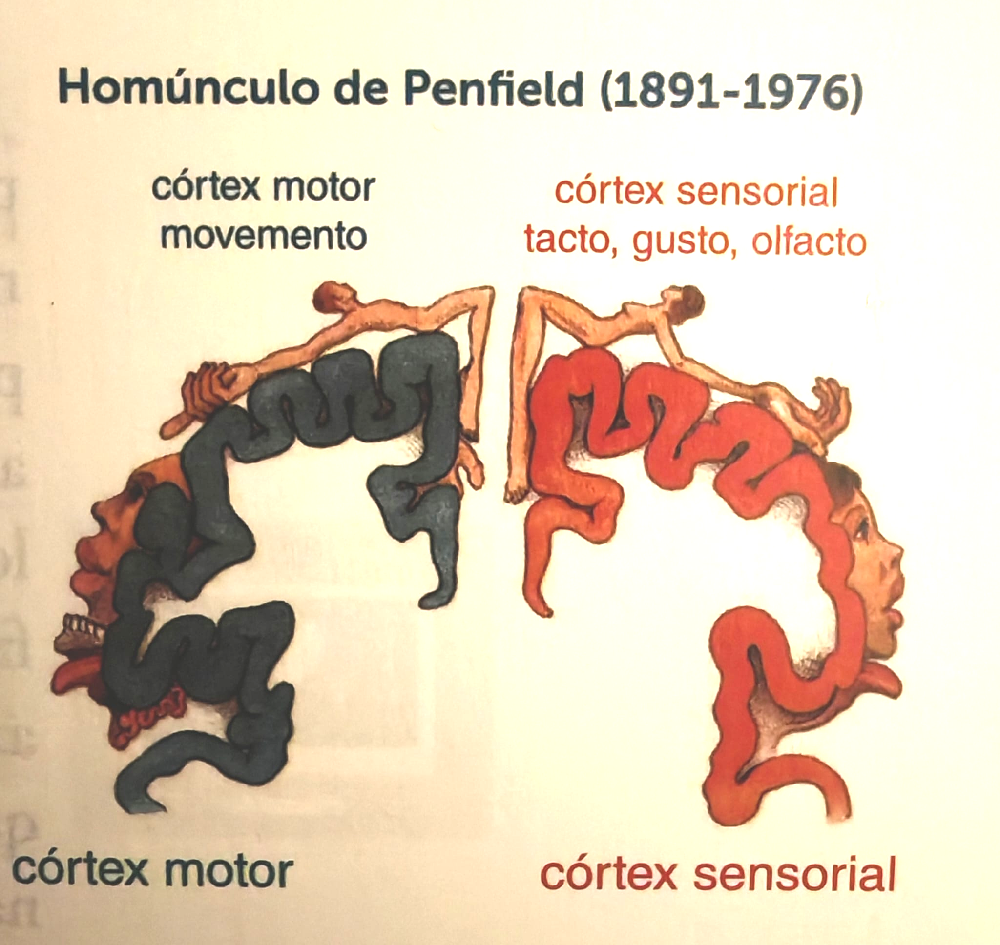 Homúnculo de Penfield (1891-1976)
córtex motor
movemento
córtex sensorial
tacto, gusto, olfacto
córtex motor
córtex sensorial